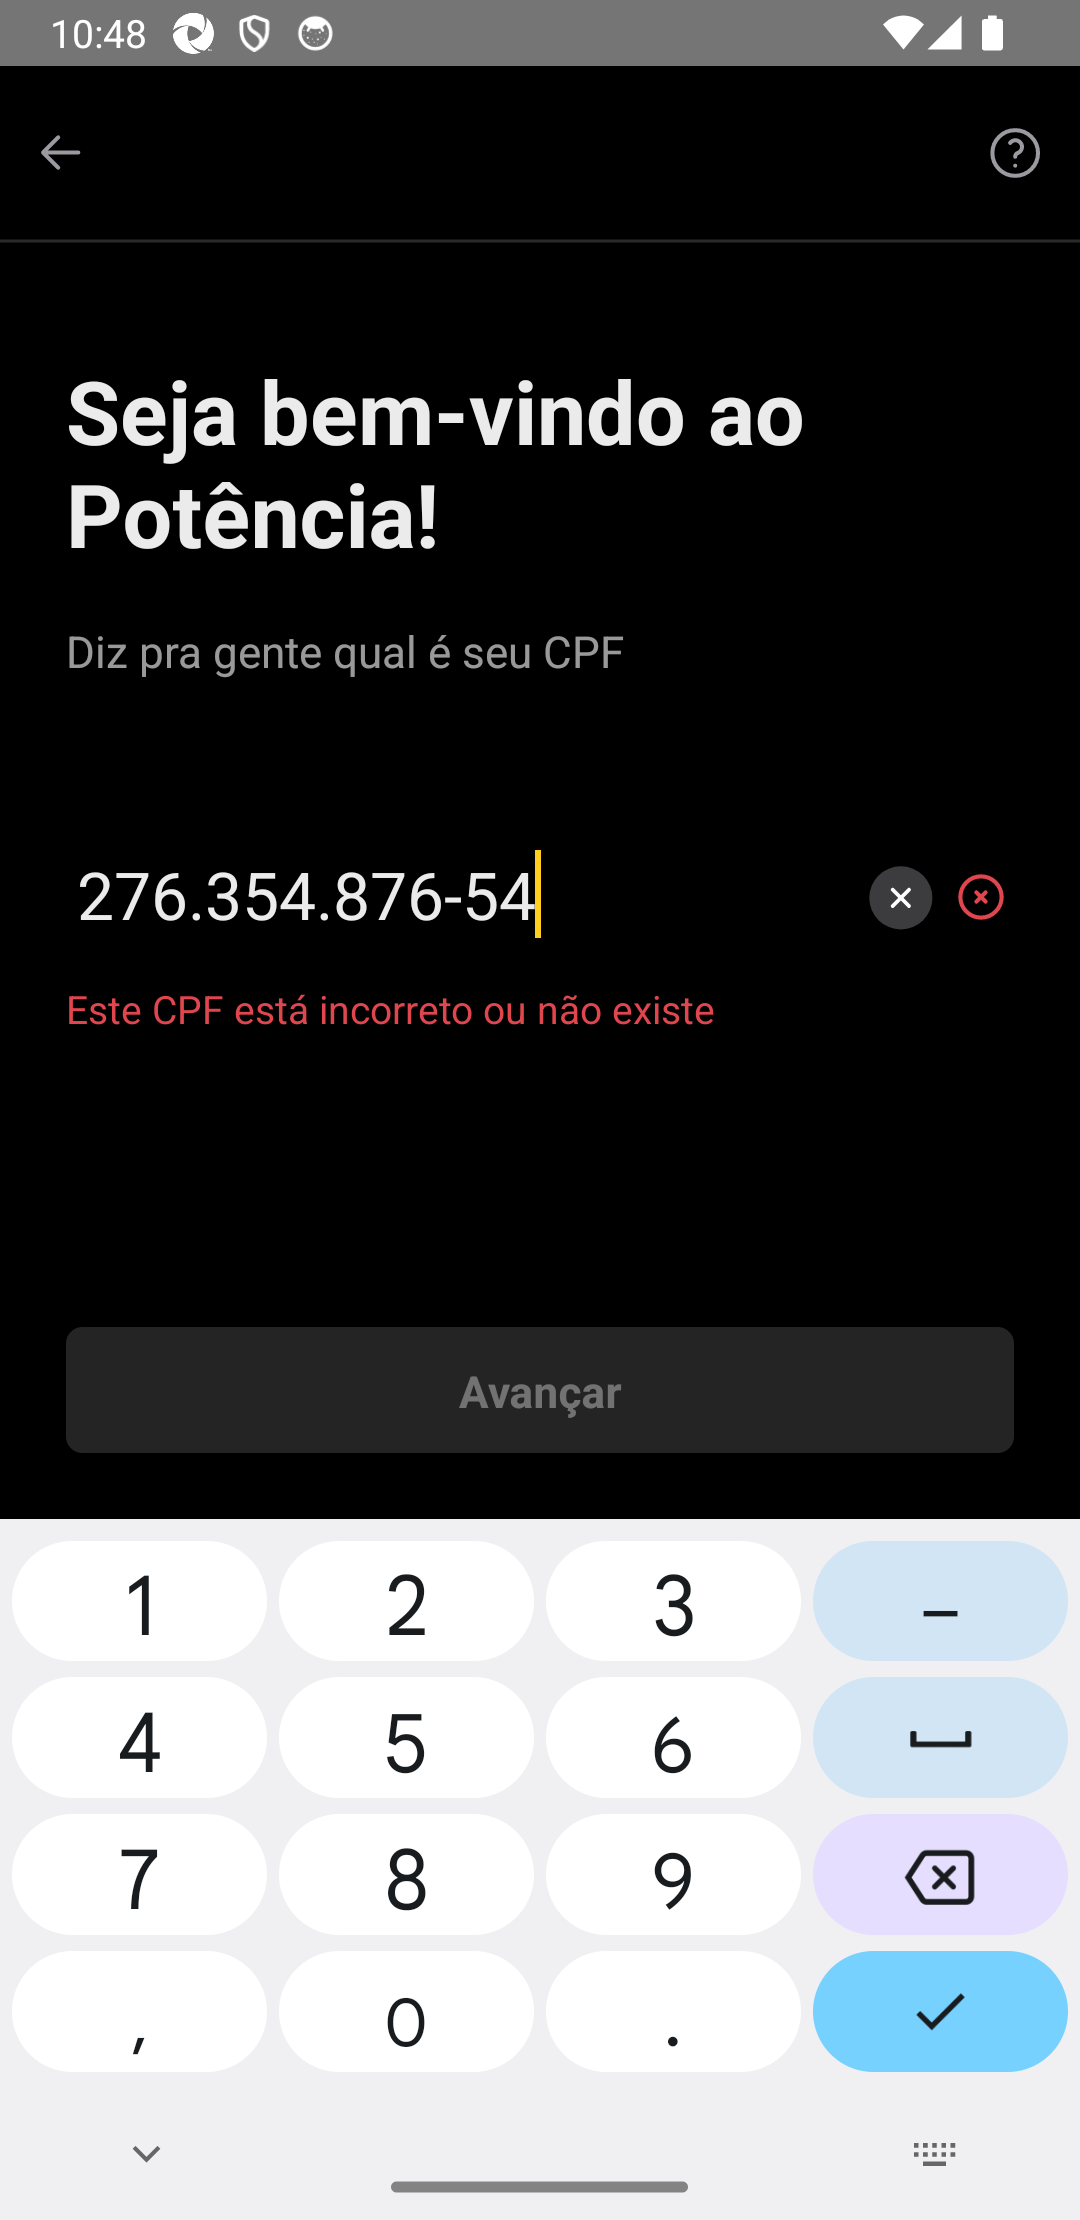 10:48
Seja bem-vindo ao
Potência!
Diz pra gente qual é seu CPF
276.354.876-54
Este CPF está incorreto ou não existe
Avançar
1 2 3 –
4 5 6
7 8 9
, 0 .